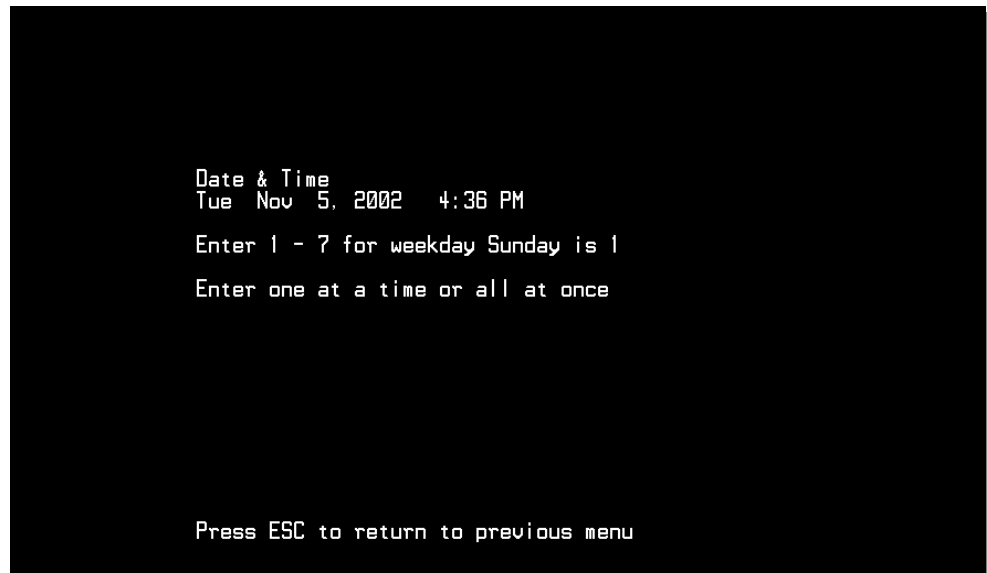 Date & Time
Tue  Nov  5, 2002   4:36 PM
Enter 1 - 7 for weekday Sunday is 1
Enter one at a time or all at once
Press ESC to return to previous menu